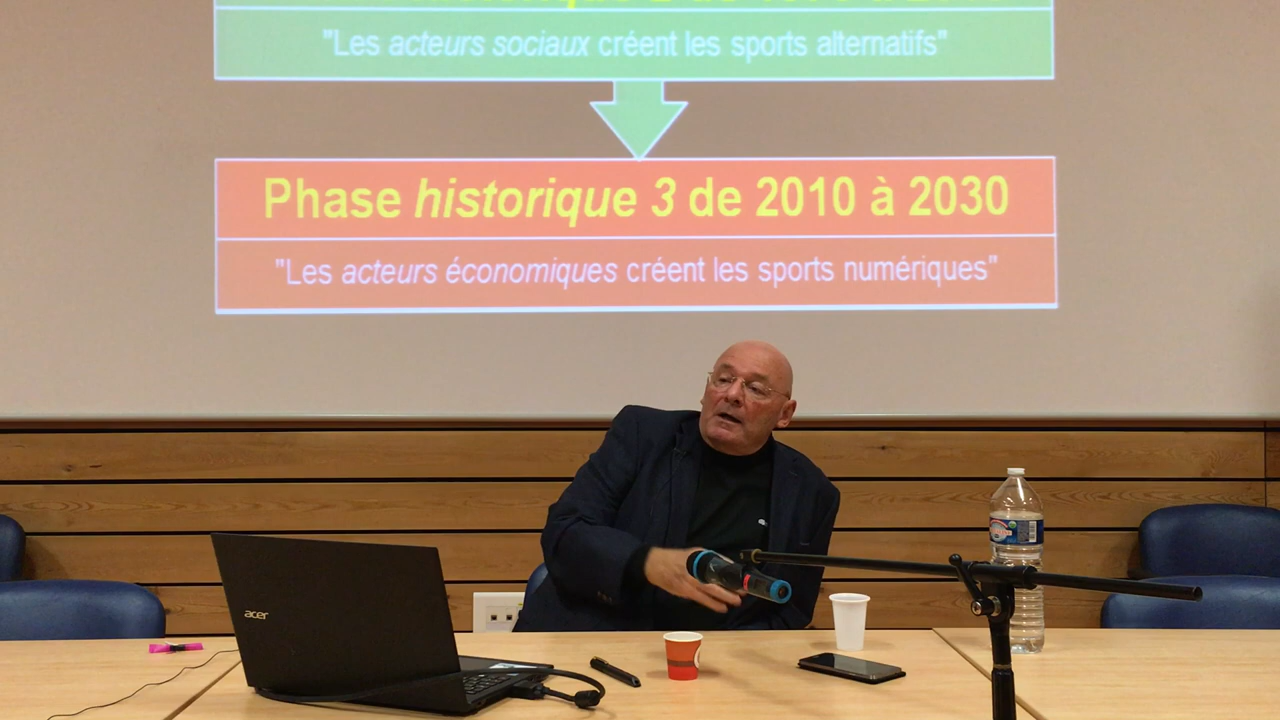 "Les acteurs sociaux créent les sports alternatifs"
Phase historique 3 de 2010 à 2030
"Les acteurs économiques créent les sports numériques"
acer